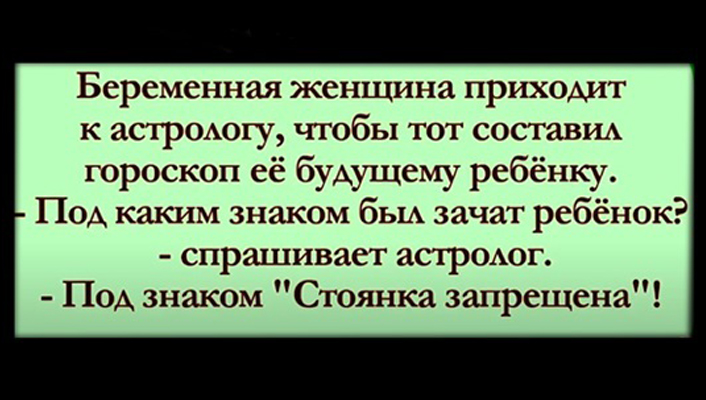 Беременная женщина приходит
к астрологу, чтобы тот составил
гороскоп её будущему ребёнку.
- Под каким знаком был зачат ребёнок?
- спрашивает астролог.
- Под знаком "Стоянка запрещена"!